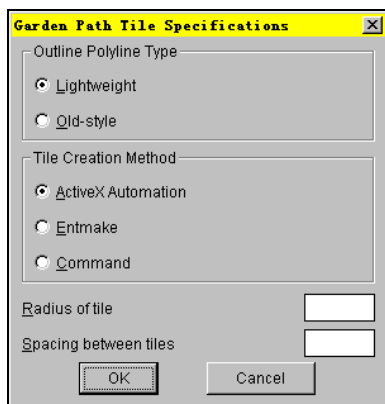 Garden Path Tile Specifications
Outline Polyline Type
Lightweight
Old-style
Tile Creation Method
ActiveX Automation
Entmake
Command
Radius of tile
Spacing between tiles
OK Cancel